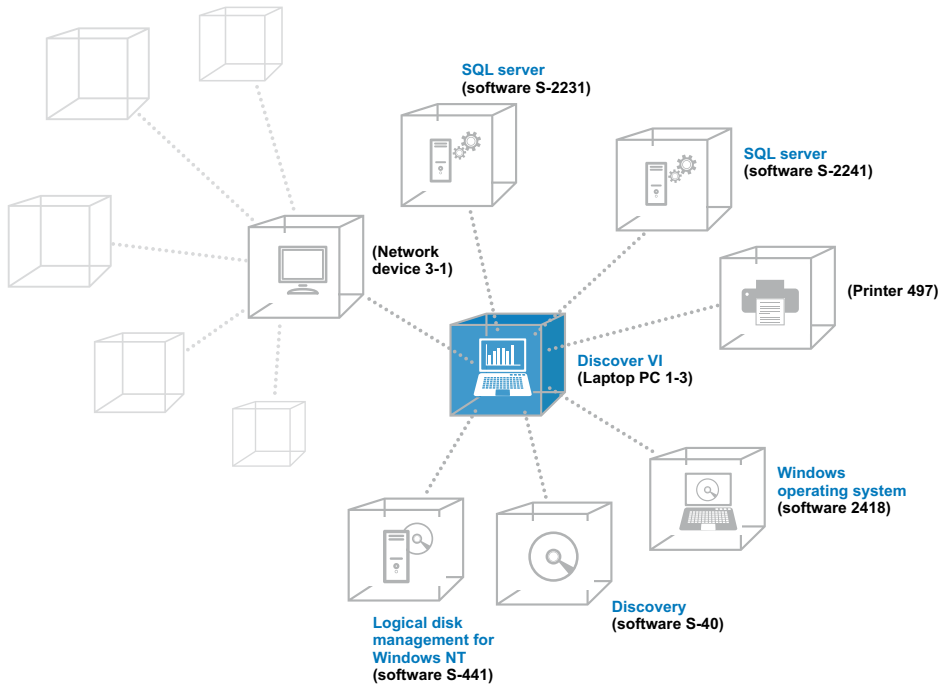 SQL server
(software S-2231)
SQL server
(software S-2241)
(Network
device 3-1)
(Printer 497)
Discover VI
(Laptop PC 1-3)
Windows
operating system
(software 2418)
Discovery
(software S-40)
Logical disk
management for
Windows NT
(software S-441)